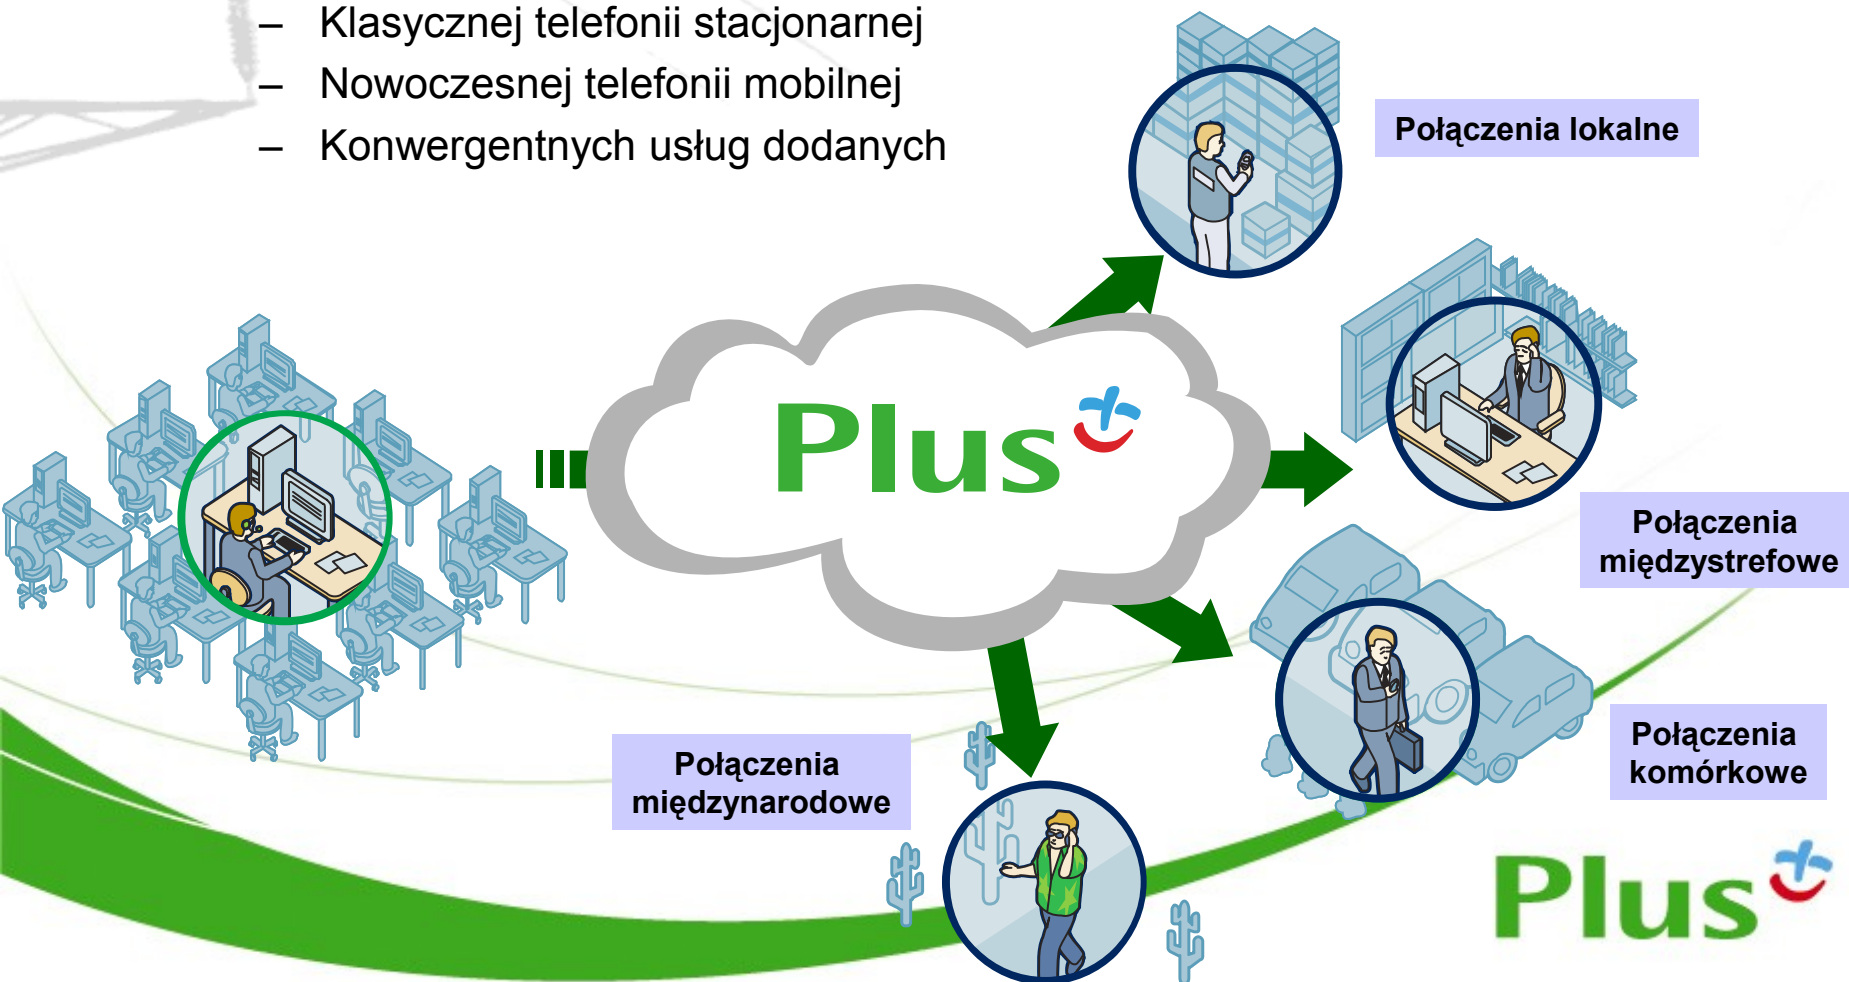 – Klasycznej telefonii stacjonarnej
– Nowoczesnej telefonii mobilnej
– Konwergentnych usług dodanych
Połączenia lokalne
Plus
Połączenia
międzystrefowe
Połączenia
komórkowe
Połączenia
międzynarodowe
Plus